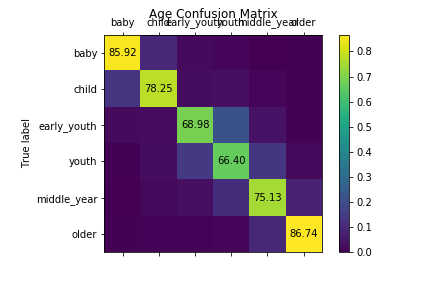 Age Confusion Matrix
baby child early_youth youth middle_year older
baby 85.92
child 78.25
early_youth 68.98
youth 66.40
middle_year 75.13
older 86.74
True label
0.8
0.7
0.6
0.5
0.4
0.3
0.2
0.1
0.0